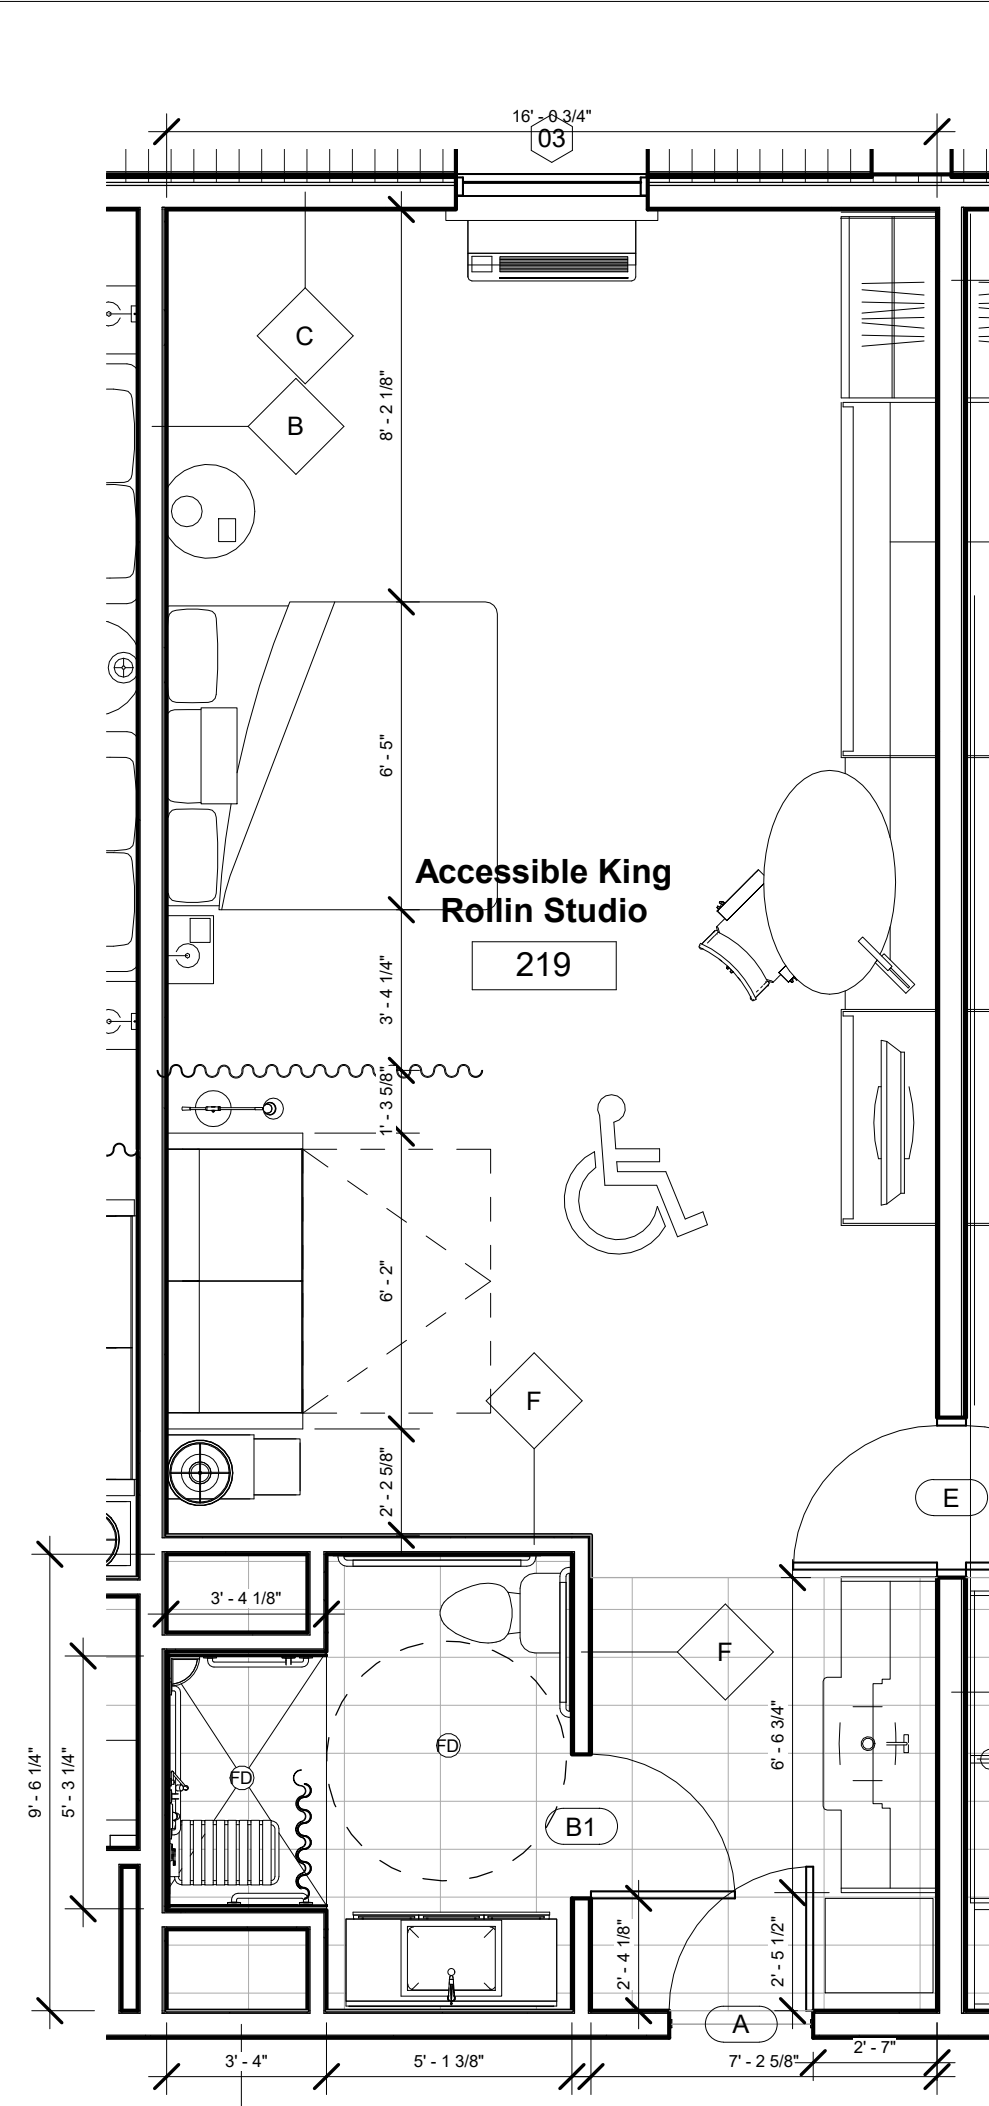 16' - 0 3/4"
03
C
B
8' - 2 1/8"
6' - 5"
Accessible King
Rollin Studio
219
3' - 4 1/4"
1' - 3 5/8"
6' - 2"
F
2' - 2 5/8"
E
3' - 4 1/8"
F
9' - 6 1/4"
5' - 3 1/4"
FD
FD
6' - 6 3/4"
B1
2' - 4 1/8"
2' - 5 1/2"
A
3' - 4"
5' - 1 3/8"
7' - 2 5/8"
2' - 7"